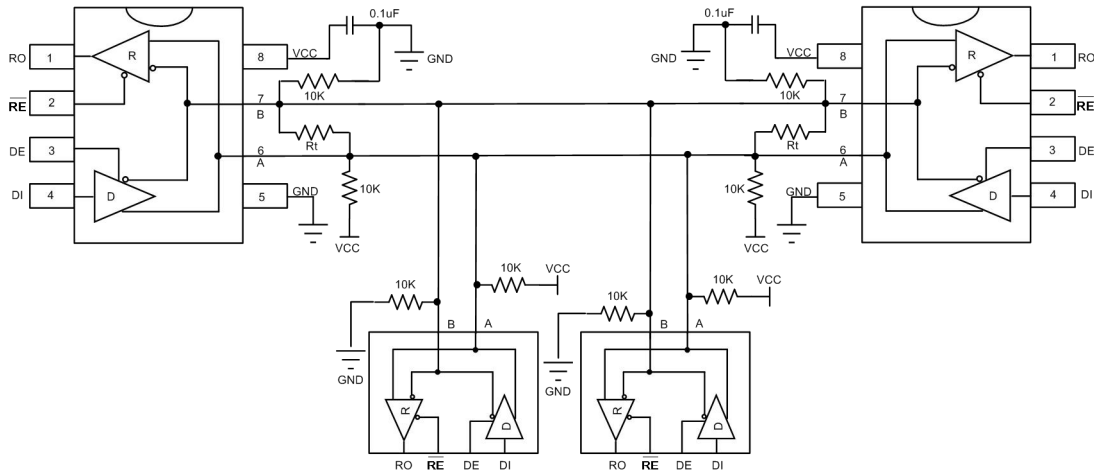 0.1uF
0.1uF
RO 1 R 8 VCC GND
GND VCC 8 R 1 RO
10K
10K
RE 2 7 B
7 B 2 RE
DE 3 Rt 6 A
Rt 6 A 3 DE
DI 4 D 5 GND 10K
10K GND 5 D 4 DI
VCC
VCC
10K 10K VCC
10K 10K VCC
B A
B A
GND
GND
R D
R D
RO RE DE DI
RO RE DE DI